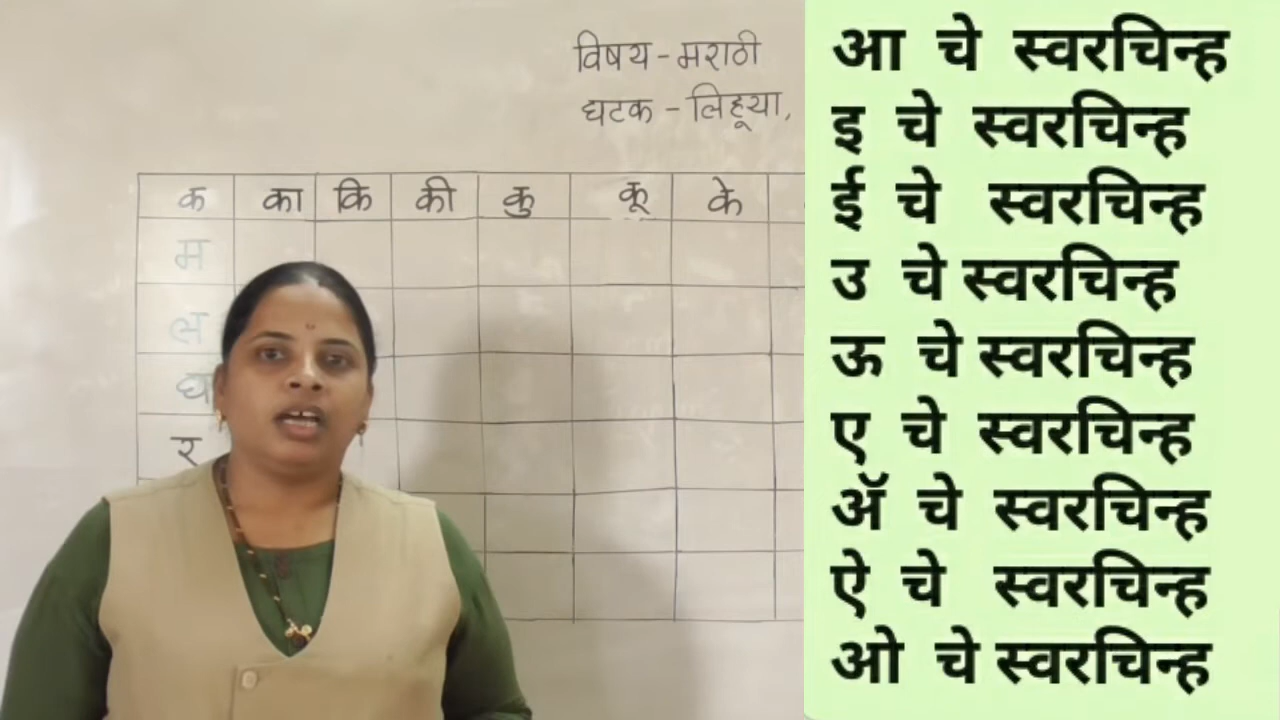 विषय - मराठी
घटक - लिहूया,
क का कि की कु कू के
म
ल
घ
र
आ चे स्वरचिन्ह
इ चे स्वरचिन्ह
ई चे स्वरचिन्ह
उ चे स्वरचिन्ह
ऊ चे स्वरचिन्ह
ए चे स्वरचिन्ह
ॲ चे स्वरचिन्ह
ऐ चे स्वरचिन्ह
ओ चे स्वरचिन्ह